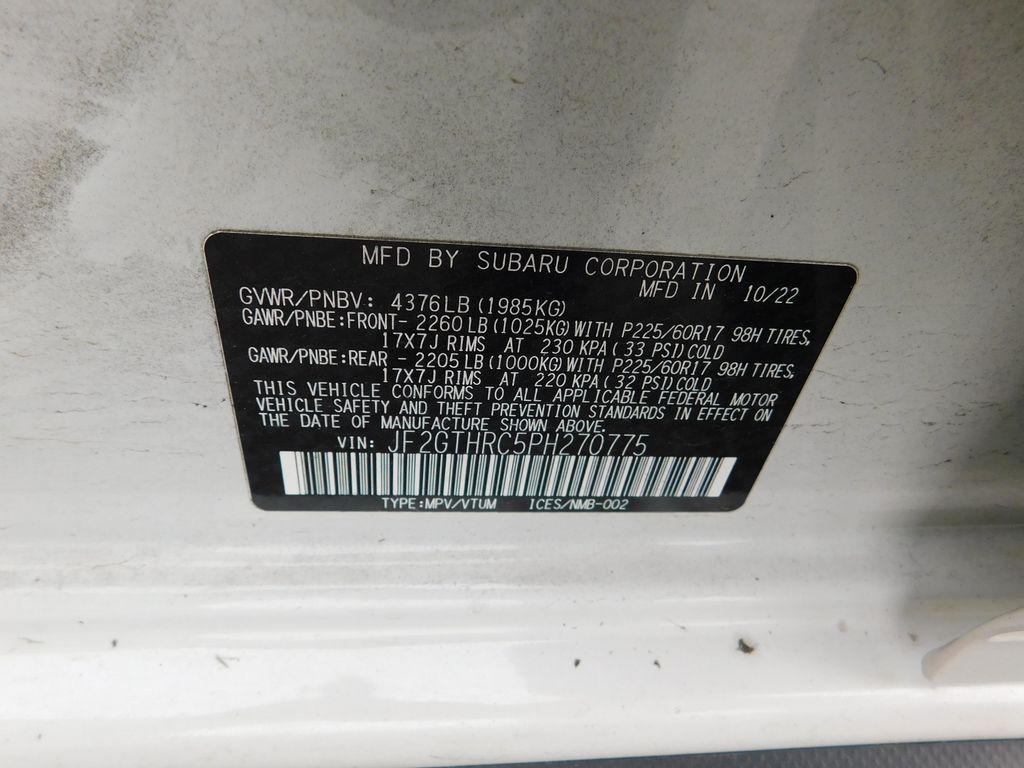 MFD BY SUBARU CORPORATION
MFD IN 10/22
GVWR/PNBV: 4376LB (1985KG)
GAWR/PNBE:FRONT- 2260LB (1025KG) WITH P225/60R17 98H TIRES,
17X7J RIMS AT 230 KPA (33 PSI) COLD
GAWR/PNBE:REAR - 2205LB (1000KG) WITH P225/60R17 98H TIRES,
17X7J RIMS AT 220 KPA (32 PSI) COLD
THIS VEHICLE CONFORMS TO ALL APPLICABLE FEDERAL MOTOR
VEHICLE SAFETY AND THEFT PREVENTION STANDARDS IN EFFECT ON
THE DATE OF MANUFACTURE SHOWN ABOVE.
VIN: JF2GTHRC5PH270775
TYPE:MPV/VTUM ICES/NMB-002